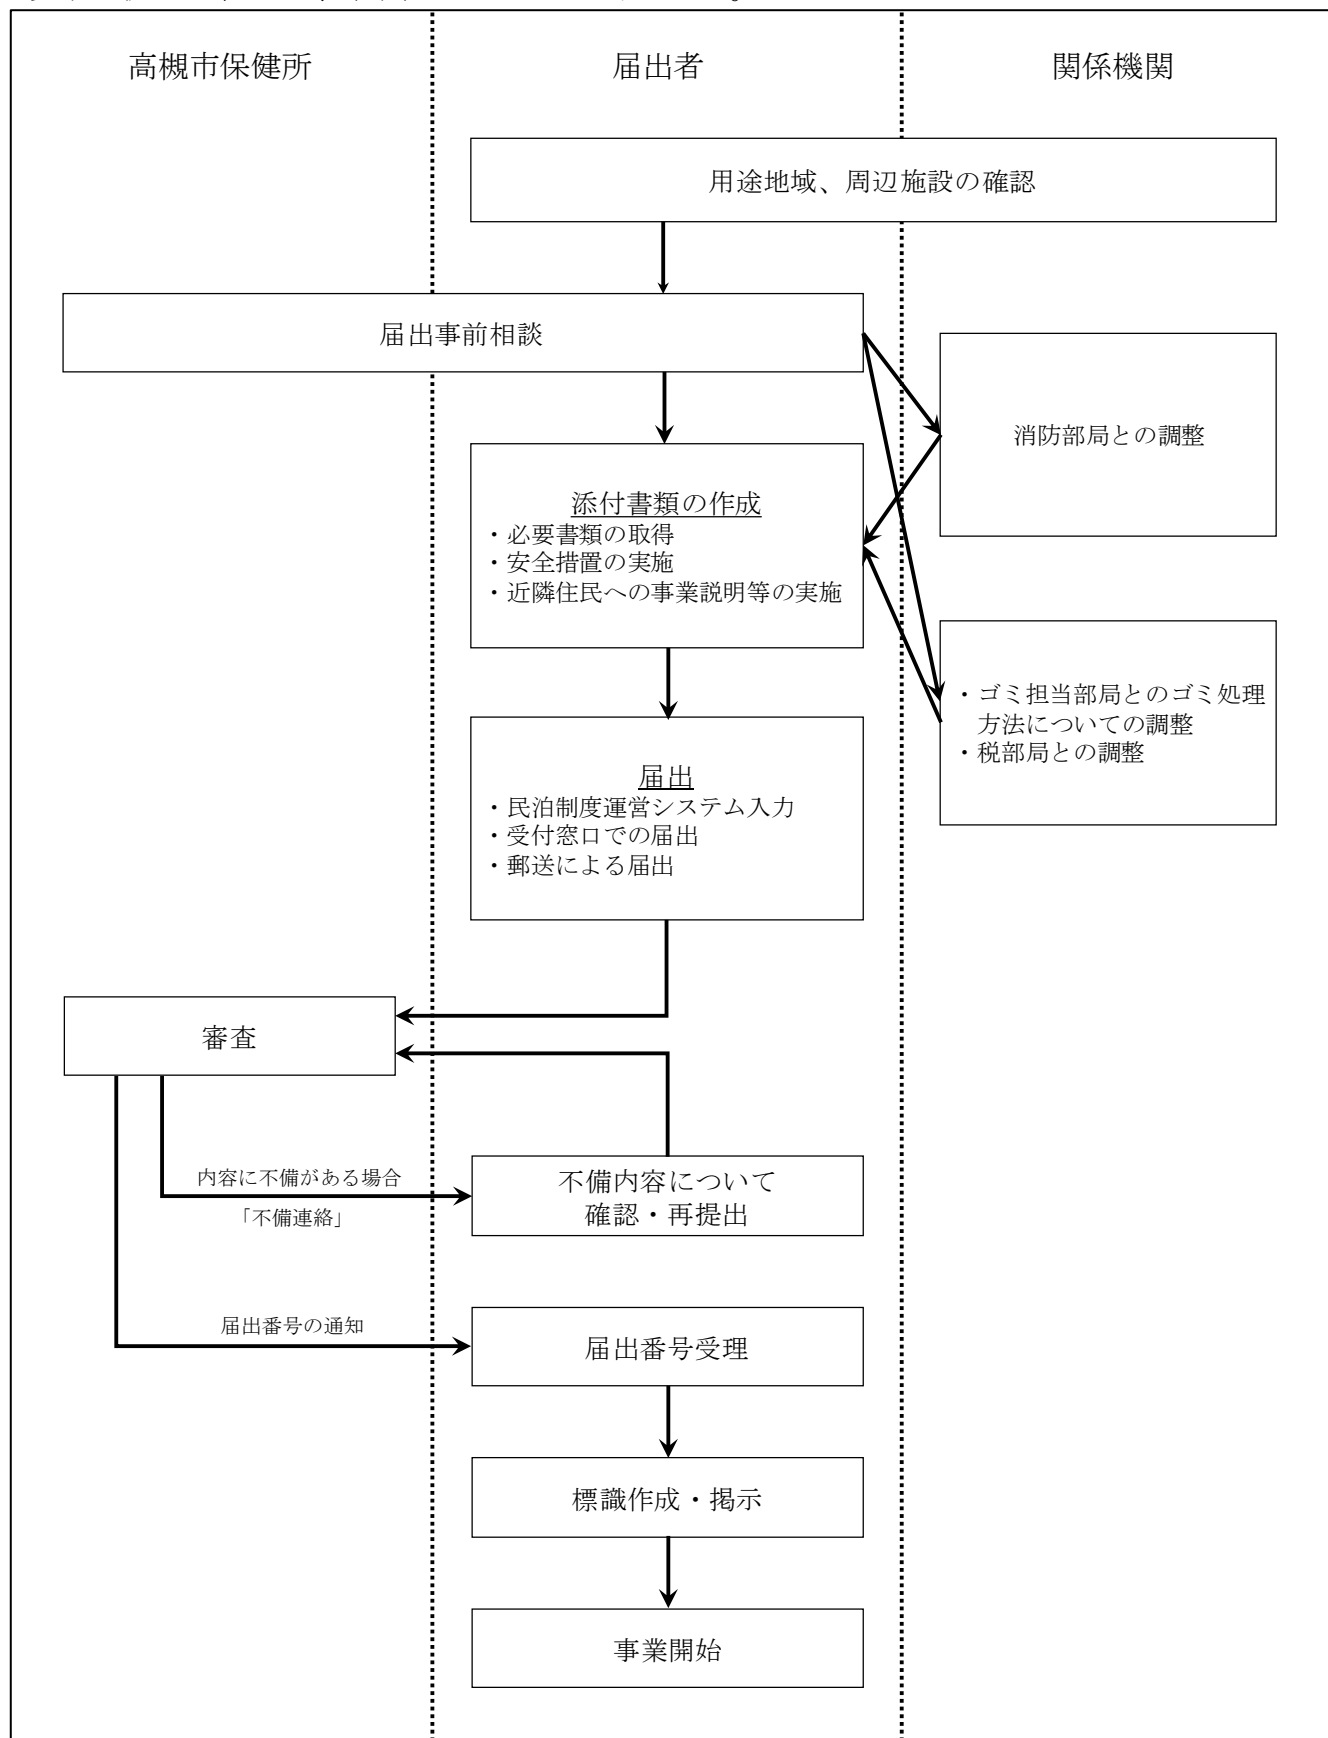 高槻市保健所
届出者
関係機関
用途地域、周辺施設の確認
届出事前相談
消防部局との調整
添付書類の作成
・必要書類の取得
・安全措置の実施
・近隣住民への事業説明等の実施
・ゴミ担当部局とのゴミ処理
方法についての調整
・税部局との調整
届出
・民泊制度運営システム入力
・受付窓口での届出
・郵送による届出
審査
内容に不備がある場合
「不備連絡」
不備内容について
確認・再提出
届出番号の通知
届出番号受理
標識作成・掲示
事業開始